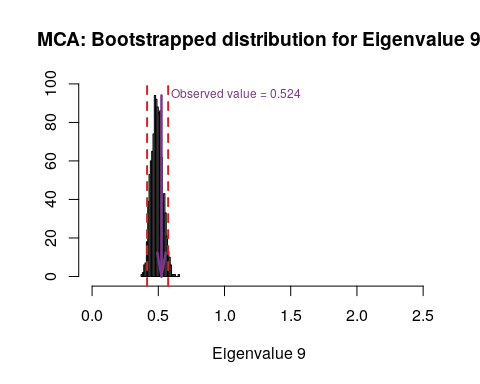 MCA: Bootstrapped distribution for Eigenvalue 9
Observed value = 0.524
100
80
60
40
20
0
0.0 0.5 1.0 1.5 2.0 2.5
Eigenvalue 9